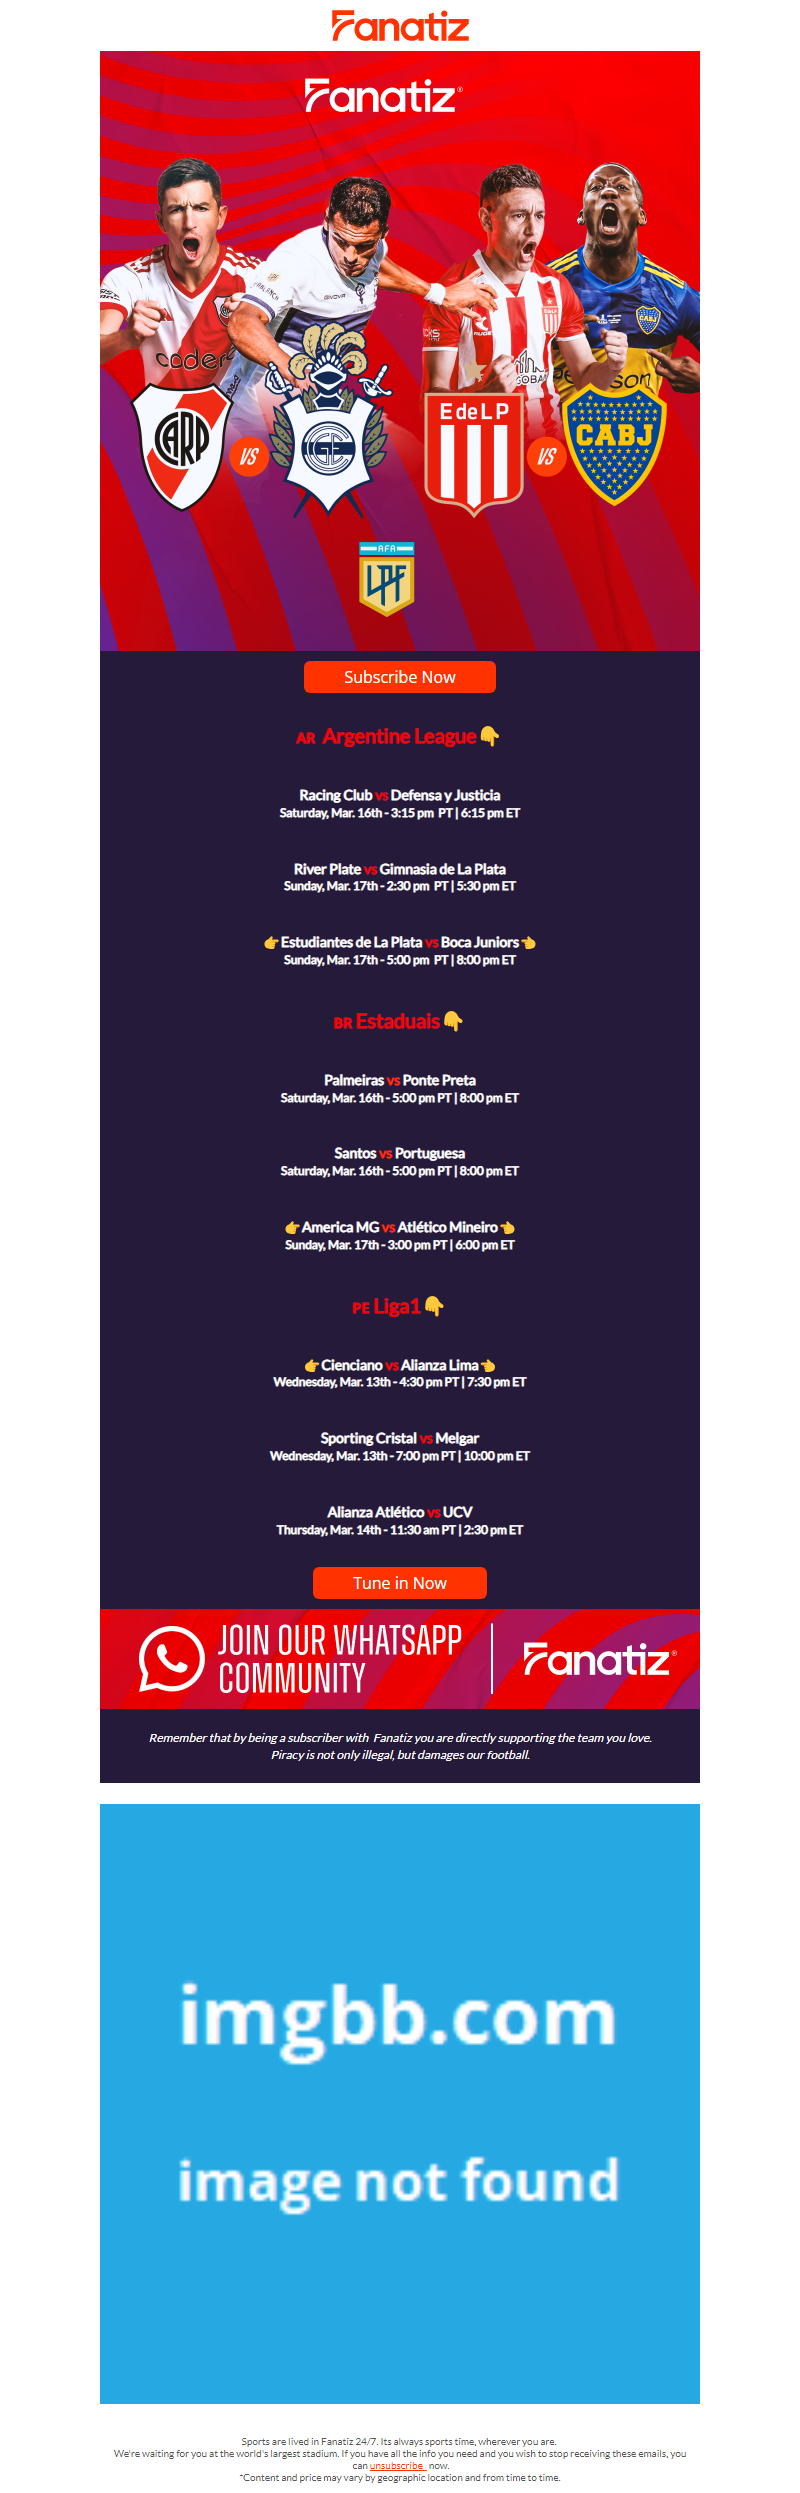 Fanatiz
Fanatiz®
cader
GIVOVA
CARP
VS
GE
E de L P
VS
CABJ
CABJ
AFA
LPF
Subscribe Now
AR Argentine League
Racing Club vs Defensa y Justicia
Saturday, Mar. 16th - 3:15 pm PT | 6:15 pm ET
River Plate vs Gimnasia de La Plata
Sunday, Mar. 17th - 2:30 pm PT | 5:30 pm ET
👉 Estudiantes de La Plata vs Boca Juniors 👈
Sunday, Mar. 17th - 5:00 pm PT | 8:00 pm ET
BR Estaduais 👇
Palmeiras vs Ponte Preta
Saturday, Mar. 16th - 5:00 pm PT | 8:00 pm ET
Santos vs Portuguesa
Saturday, Mar. 16th - 5:00 pm PT | 8:00 pm ET
👉 America MG vs Atlético Mineiro 👈
Sunday, Mar. 17th - 3:00 pm PT | 6:00 pm ET
PE Liga1 👇
👉 Cienciano vs Alianza Lima 👈
Wednesday, Mar. 13th - 4:30 pm PT | 7:30 pm ET
Sporting Cristal vs Melgar
Wednesday, Mar. 13th - 7:00 pm PT | 10:00 pm ET
Alianza Atlético vs UCV
Thursday, Mar. 14th - 11:30 am PT | 2:30 pm ET
Tune in Now
JOIN OUR WHATSAPP
COMMUNITY
Fanatiz®
Remember that by being a subscriber with Fanatiz you are directly supporting the team you love.
Piracy is not only illegal, but damages our football.
imgbb.com
image not found
Sports are lived in Fanatiz 24/7. Its always sports time, wherever you are.
We're waiting for you at the world's largest stadium. If you have all the info you need and you wish to stop receiving these emails, you
can unsubscribe now.
*Content and price may vary by geographic location and from time to time.